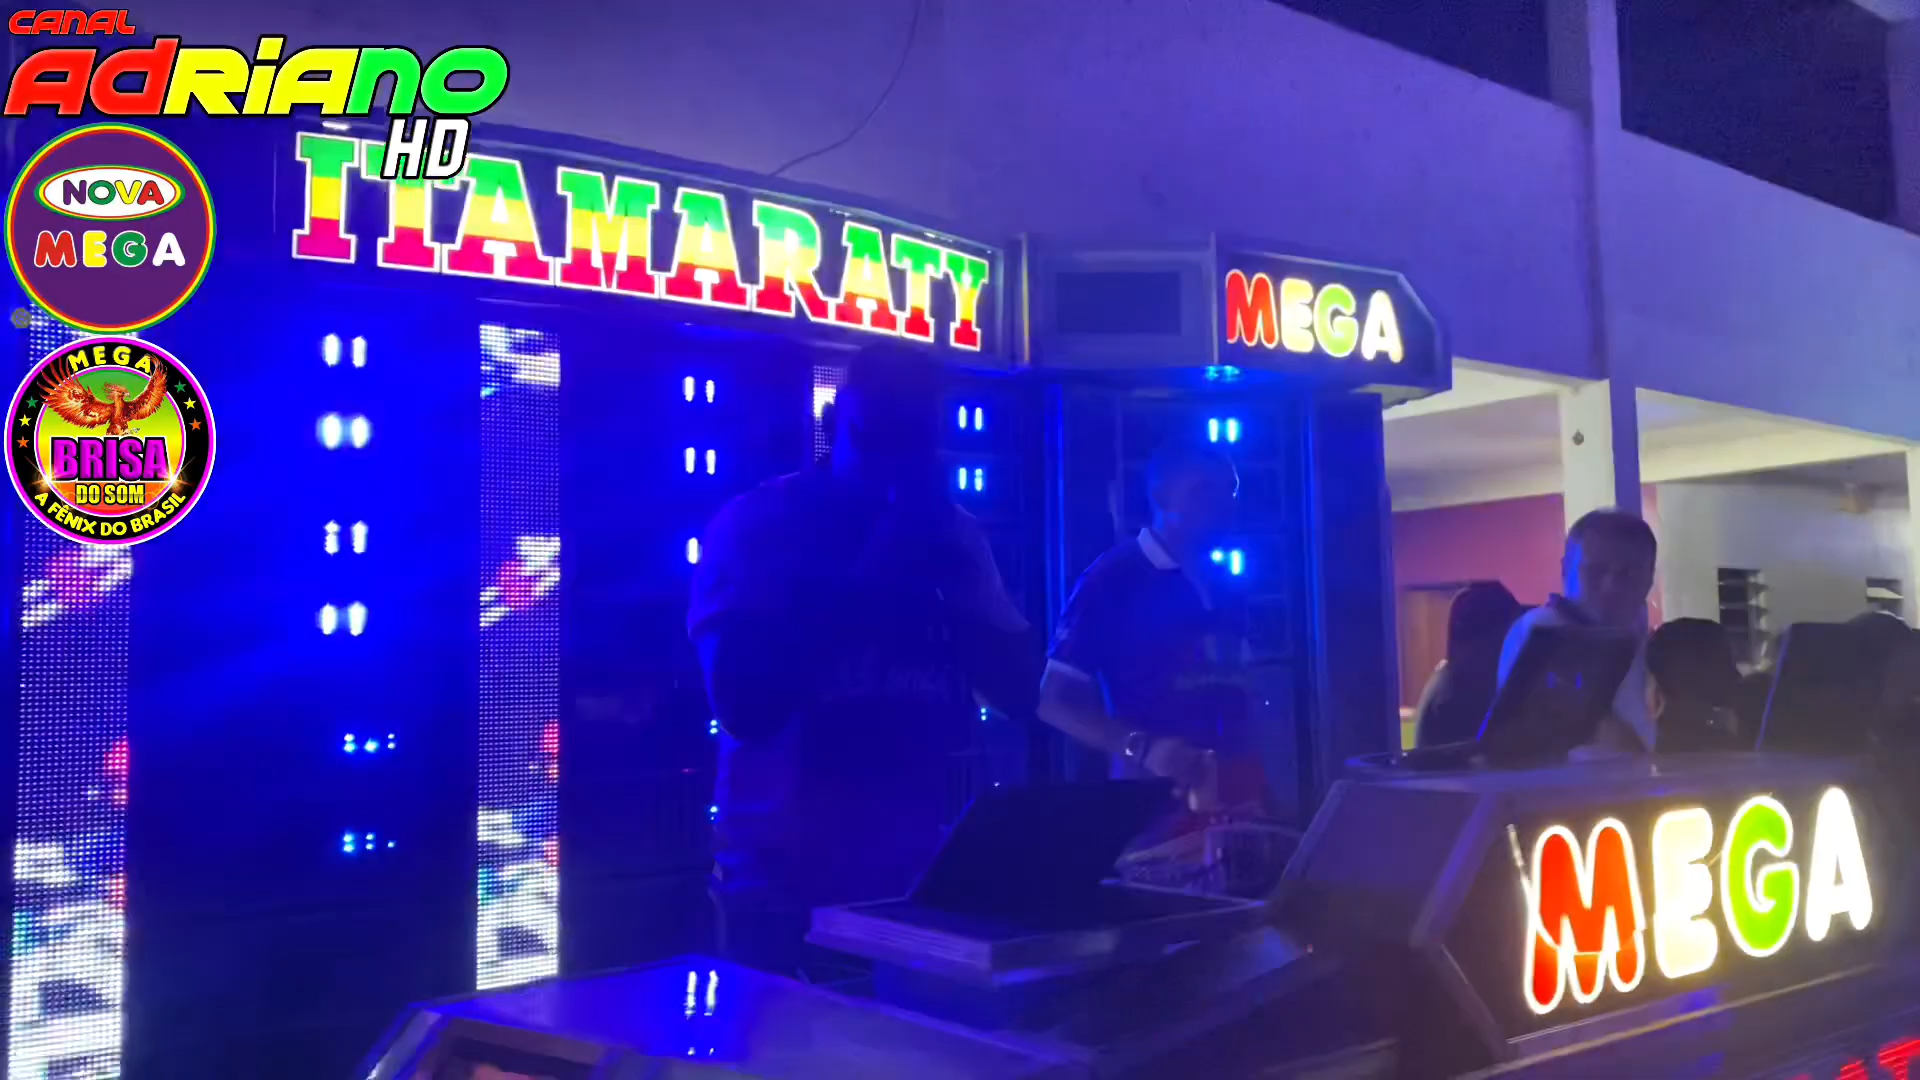 CANAL
ADRIANO
HD
NOVA
MEGA
MEGA
BRISA
DO SOM
A FÊNIX DO BRASIL
ITAMARATY
MEGA
MEGA